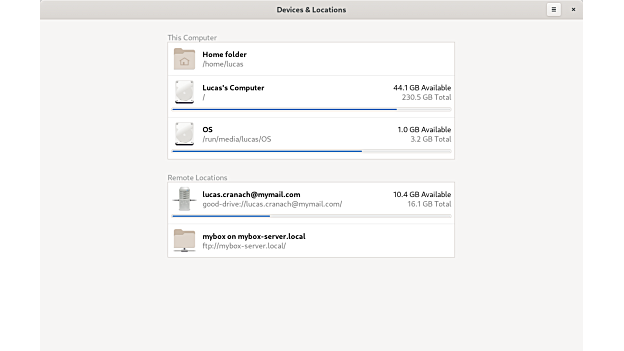 Devices & Locations
This Computer
Home folder
/home/lucas
Lucas's Computer
44.1 GB Available
/
230.5 GB Total
OS
1.0 GB Available
/run/media/lucas/OS
3.2 GB Total
Remote Locations
lucas.cranach@mymail.com
10.4 GB Available
good-drive://lucas.cranach@mymail.com/
16.1 GB Total
mybox on mybox-server.local
ftp://mybox-server.local/